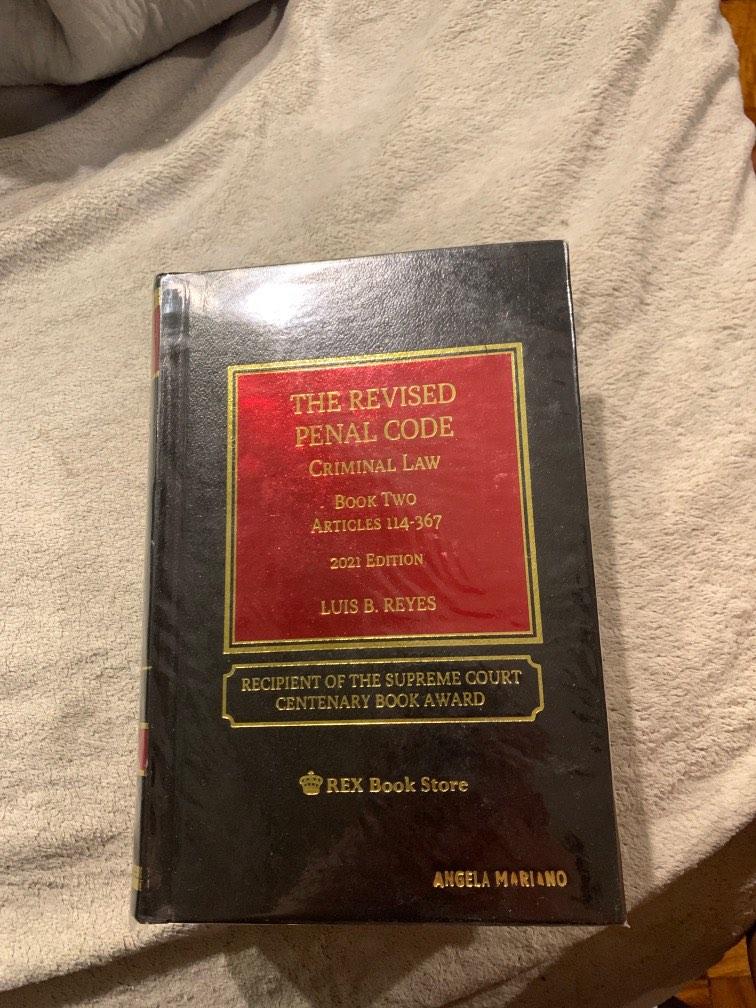 THE REVISED
PENAL CODE
CRIMINAL LAW
BOOK TWO
ARTICLES 114-367
2021 EDITION
LUIS B. REYES
RECIPIENT OF THE SUPREME COURT
CENTENARY BOOK AWARD
REX Book Store
ANGELA MARIANO